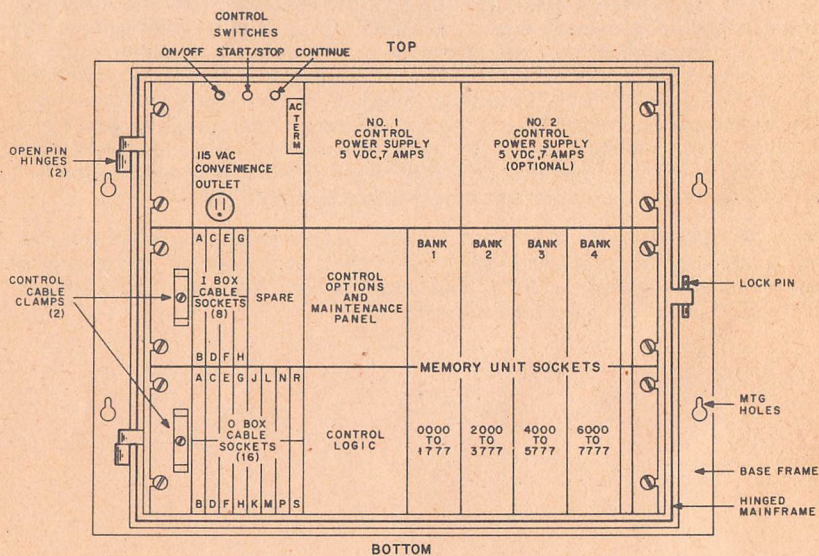 CONTROL
SWITCHES
ON/OFF START/STOP CONTINUE
TOP
AC TERM
NO. 1
CONTROL
POWER SUPPLY
5 VDC, 7 AMPS
NO. 2
CONTROL
POWER SUPPLY
5 VDC, 7 AMPS
(OPTIONAL)
OPEN PIN
HINGES
(2)
115 VAC
CONVENIENCE
OUTLET
A C E G
I BOX
CABLE
SOCKETS
(8)
B D F H
SPARE
CONTROL
OPTIONS
AND
MAINTENANCE
PANEL
BANK
1
BANK
2
BANK
3
BANK
4
CONTROL
CABLE
CLAMPS
(2)
LOCK PIN
MEMORY UNIT SOCKETS
A C E G J L N R
O BOX
CABLE
SOCKETS
(16)
B D F H K M P S
CONTROL
LOGIC
0000
TO
1777
2000
TO
3777
4000
TO
5777
6000
TO
7777
MTG
HOLES
BASE FRAME
HINGED
MAINFRAME
BOTTOM